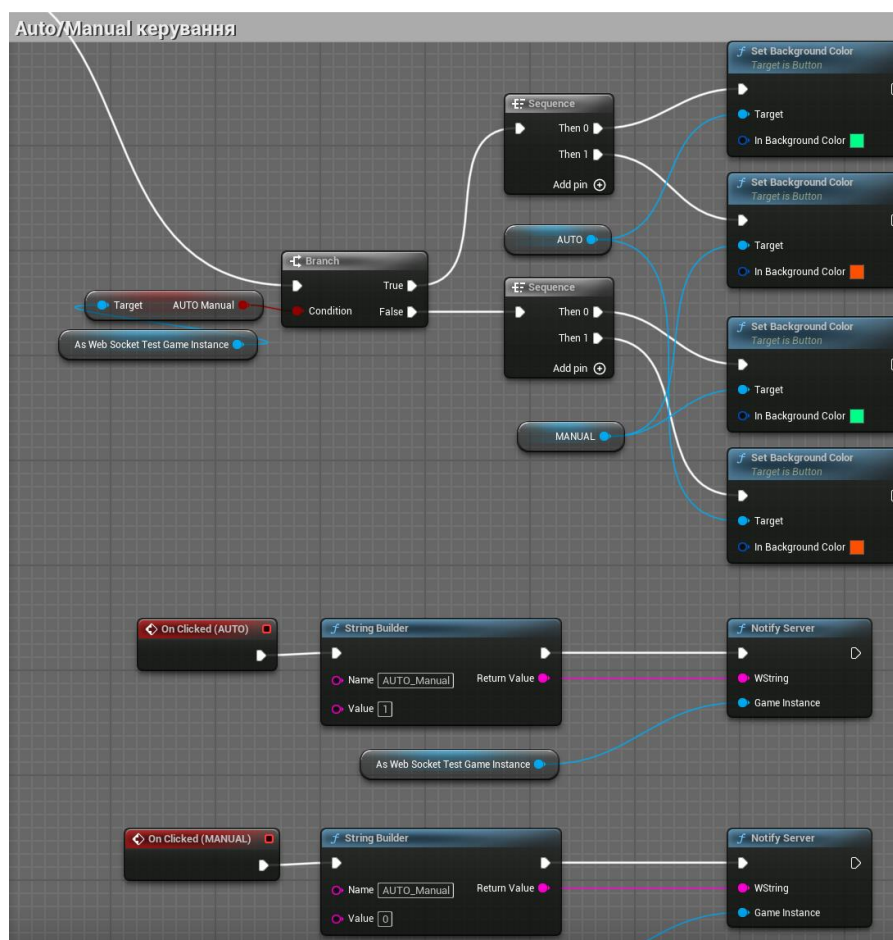 Auto/Manual керування
Set Background Color
Target is Button
Target
In Background Color
Sequence
Then 0
Then 1
Add pin
Set Background Color
Target is Button
Target
In Background Color
AUTO
Branch
True
Condition
False
Target
AUTO Manual
As Web Socket Test Game Instance
Sequence
Then 0
Then 1
Add pin
Set Background Color
Target is Button
Target
In Background Color
MANUAL
Set Background Color
Target is Button
Target
In Background Color
On Clicked (AUTO)
String Builder
Name AUTO_Manual
Return Value
Value 1
Notify Server
WString
Game Instance
As Web Socket Test Game Instance
On Clicked (MANUAL)
String Builder
Name AUTO_Manual
Return Value
Value 0
Notify Server
WString
Game Instance